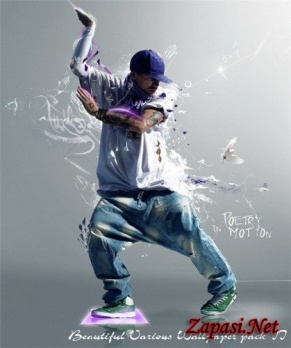 POETRY
IN MOTION
Zapasi.Net
Beautiful Various Wallpaper pack